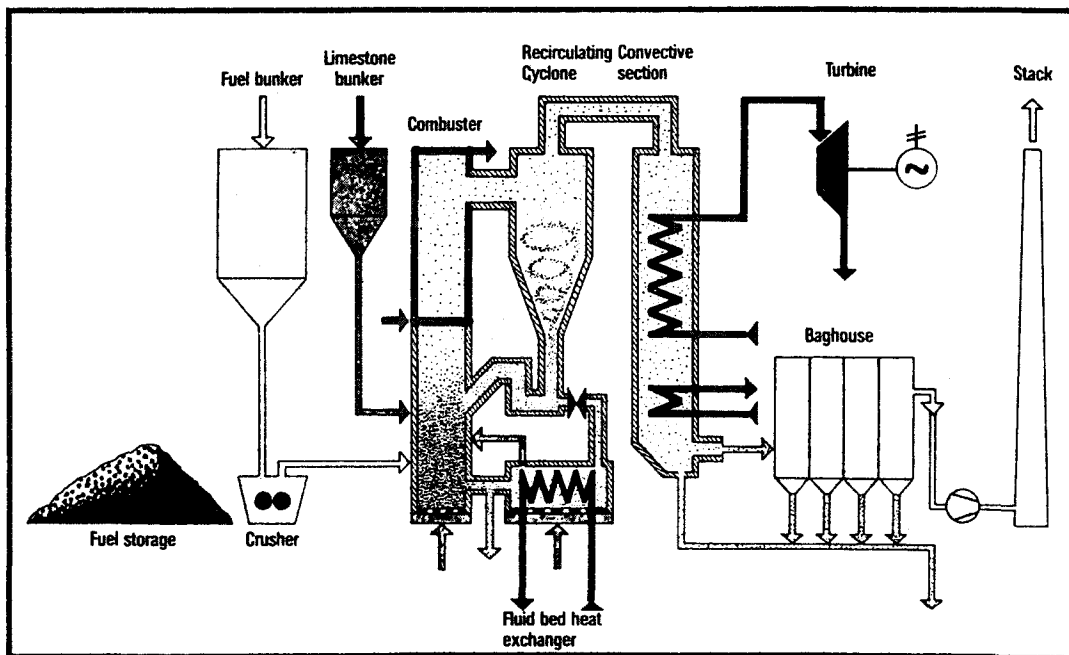 Recirculating Convective
Cyclone section
Limestone
bunker
Fuel bunker
Turbine
Stack
Combuster
Baghouse
Fuel storage
Crusher
Fluid bed heat
exchanger